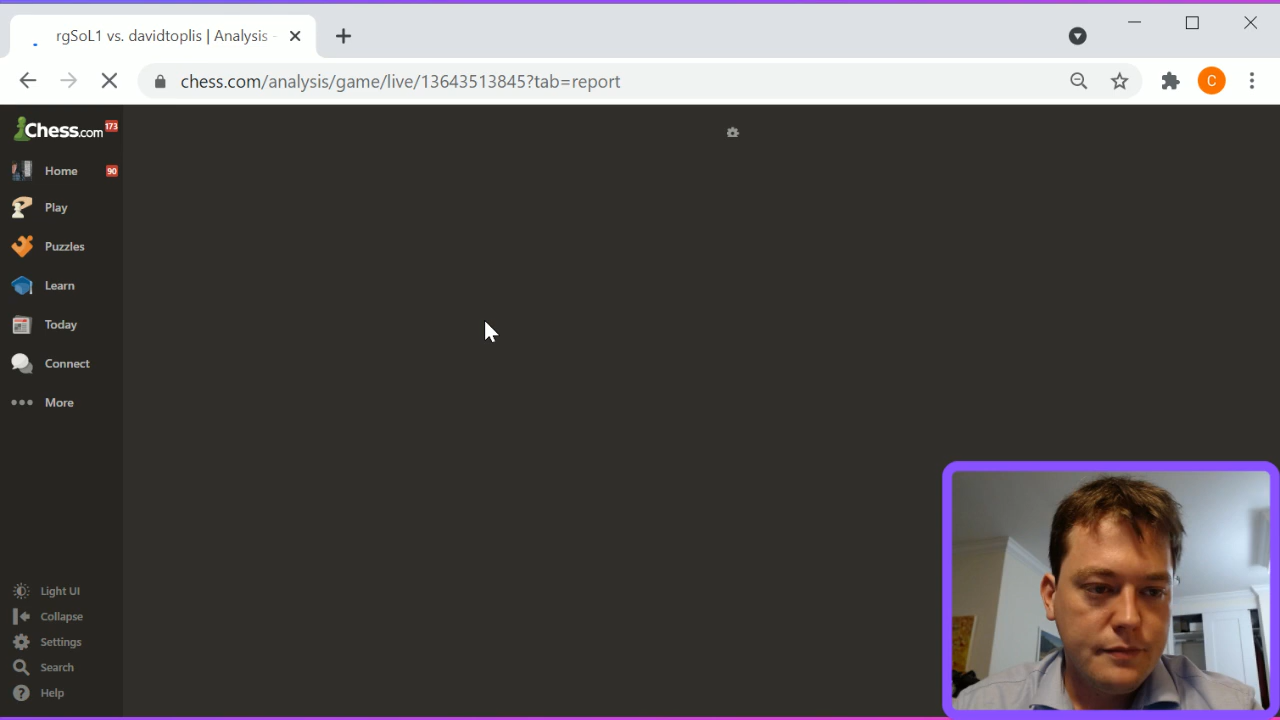 rgSoL1 vs. davidtoplis | Analysis -
chess.com/analysis/game/live/13643513845?tab=report
C
Chess.com 173
Home 90
Play
Puzzles
Learn
Today
Connect
More
Light UI
Collapse
Settings
Search
Help